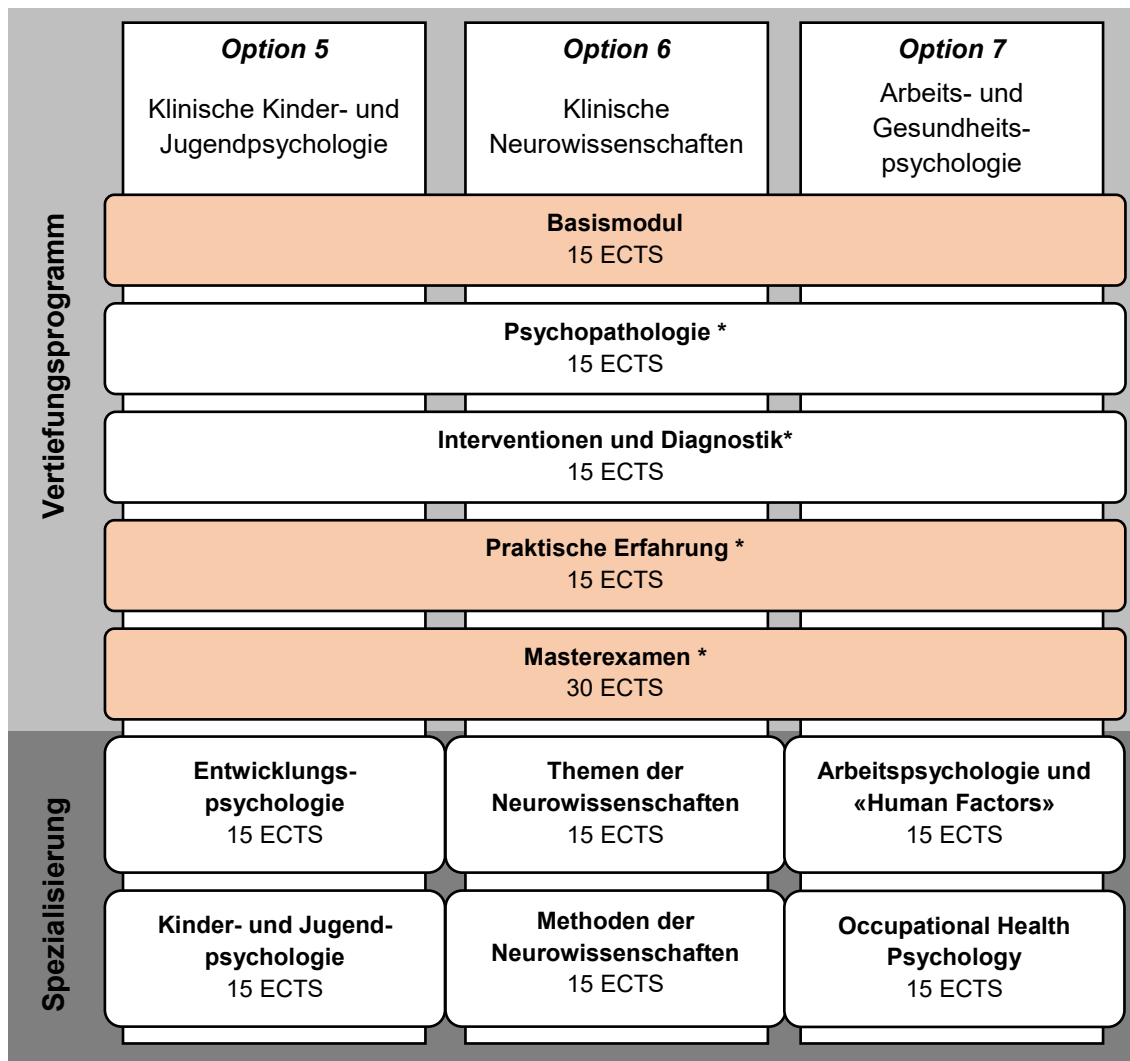 Option 5
Klinische Kinder- und
Jugendpsychologie
Option 6
Klinische
Neurowissenschaften
Option 7
Arbeits- und
Gesundheits-
psychologie
Vertiefungsprogramm
Basismodul
15 ECTS
Psychopathologie *
15 ECTS
Interventionen und Diagnostik*
15 ECTS
Praktische Erfahrung *
15 ECTS
Masterexamen *
30 ECTS
Spezialisierung
Entwicklungs-
psychologie
15 ECTS
Themen der
Neurowissenschaften
15 ECTS
Arbeitspsychologie und
«Human Factors»
15 ECTS
Kinder- und Jugend-
psychologie
15 ECTS
Methoden der
Neurowissenschaften
15 ECTS
Occupational Health
Psychology
15 ECTS